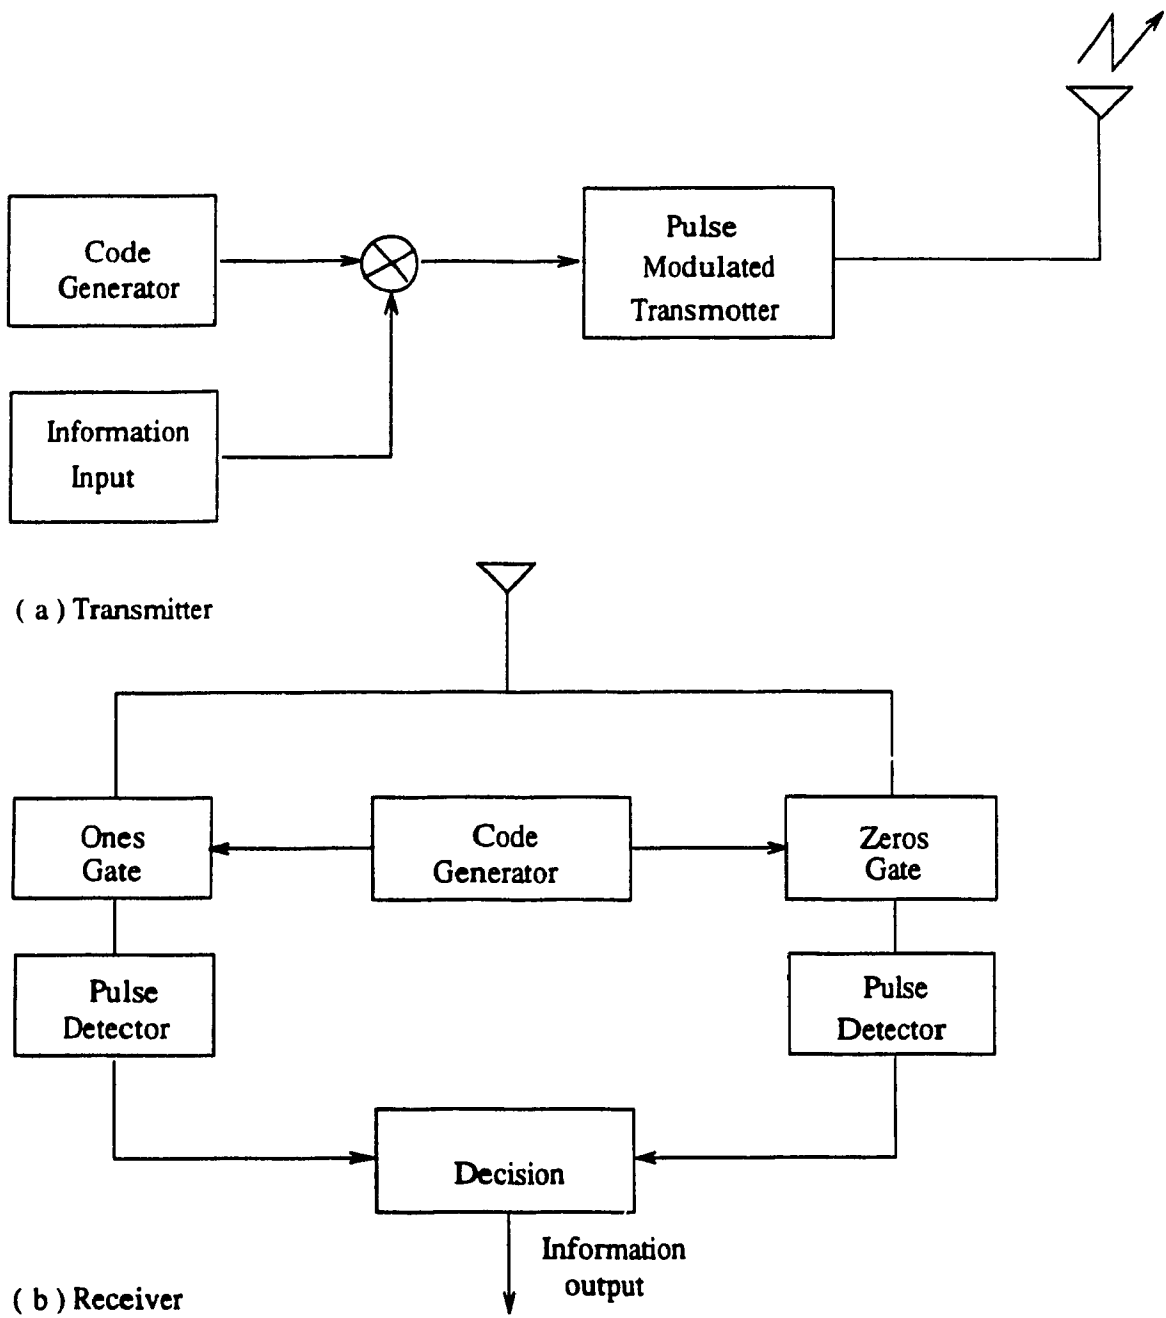 Code
Generator
Pulse
Modulated
Transmotter
Information
Input
( a ) Transmitter
Ones
Gate
Code
Generator
Zeros
Gate
Pulse
Detector
Pulse
Detector
Decision
Information
output
( b ) Receiver